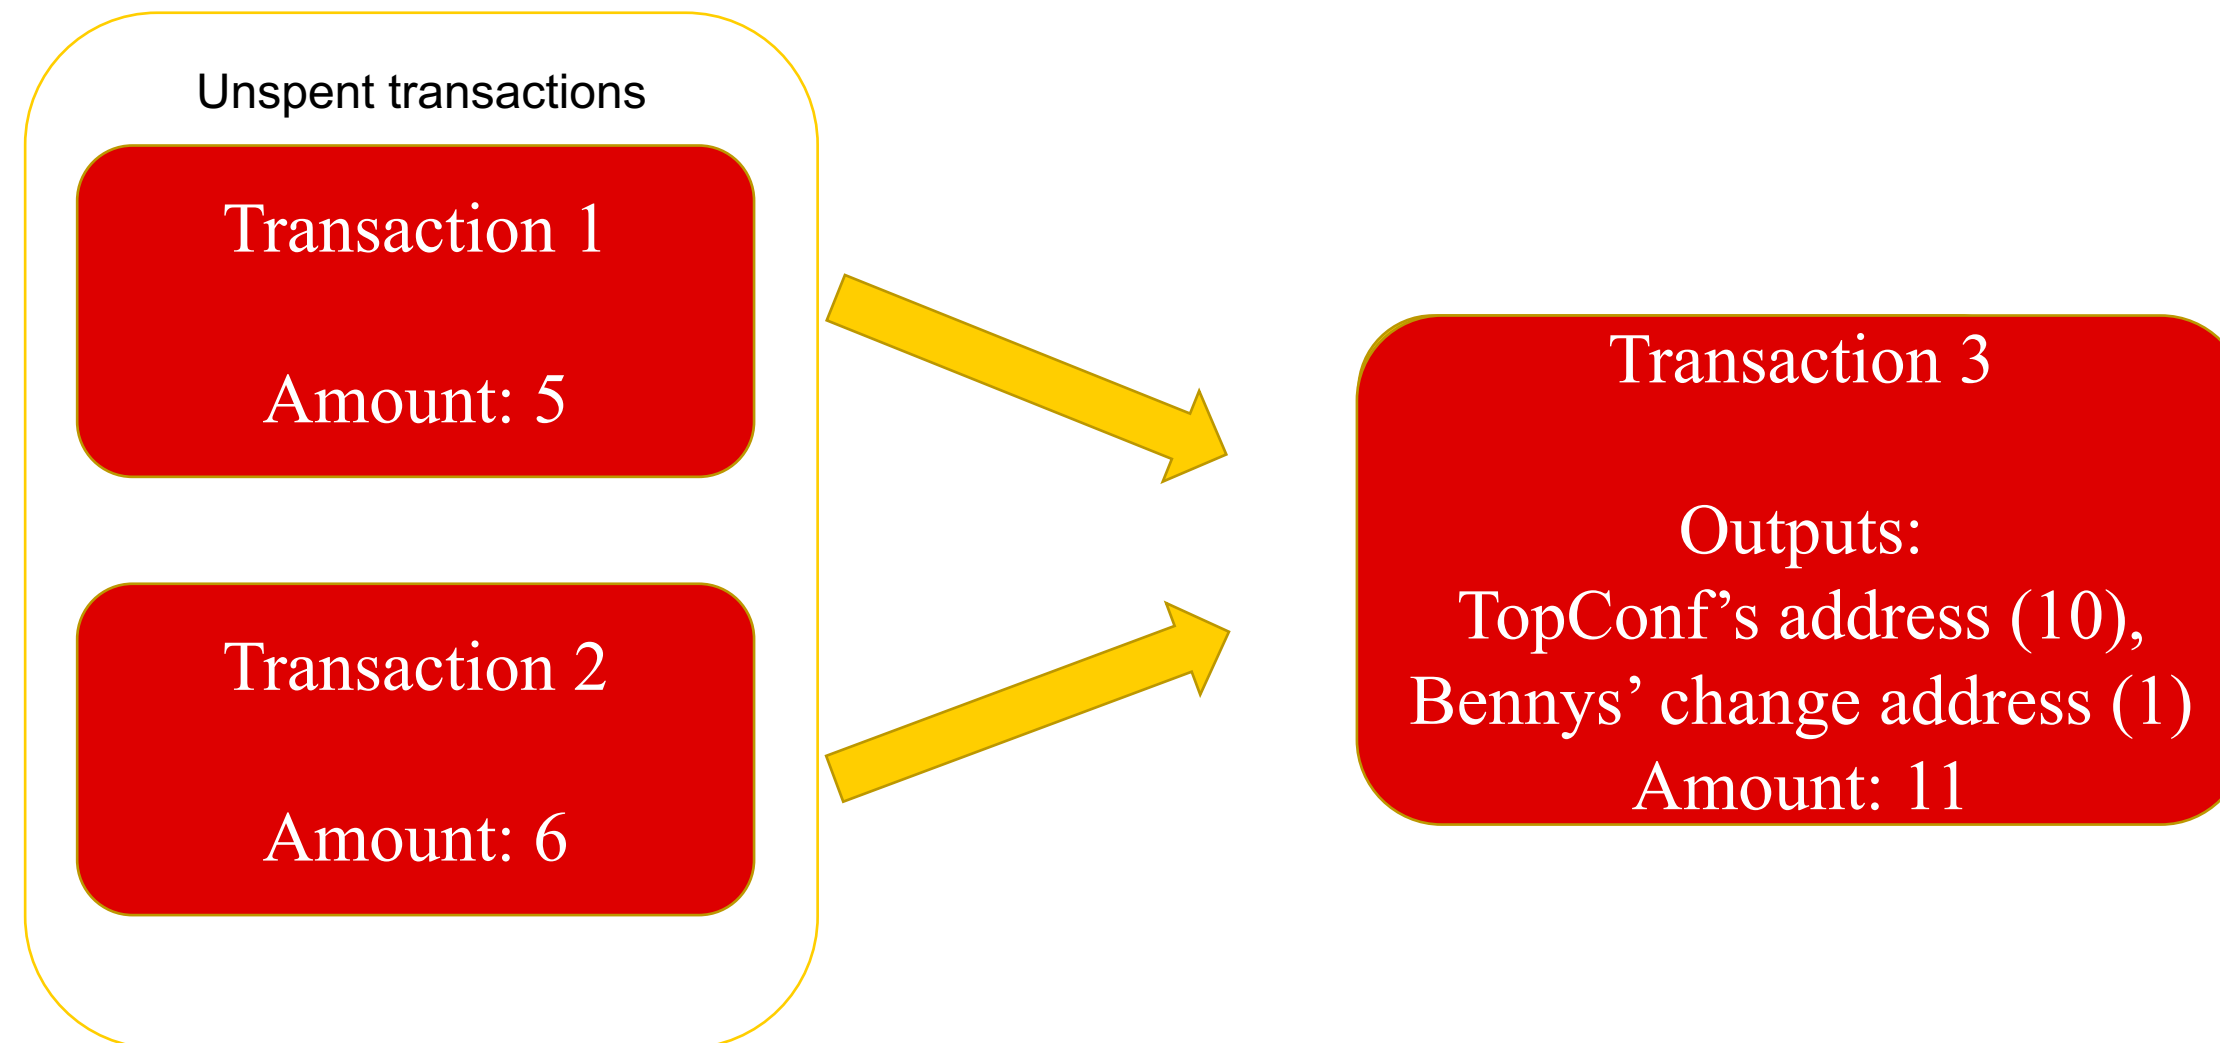 Unspent transactions
Transaction 1
Amount: 5
Transaction 2
Amount: 6
Transaction 3
Outputs:
TopConf’s address (10),
Bennys’ change address (1)
Amount: 11